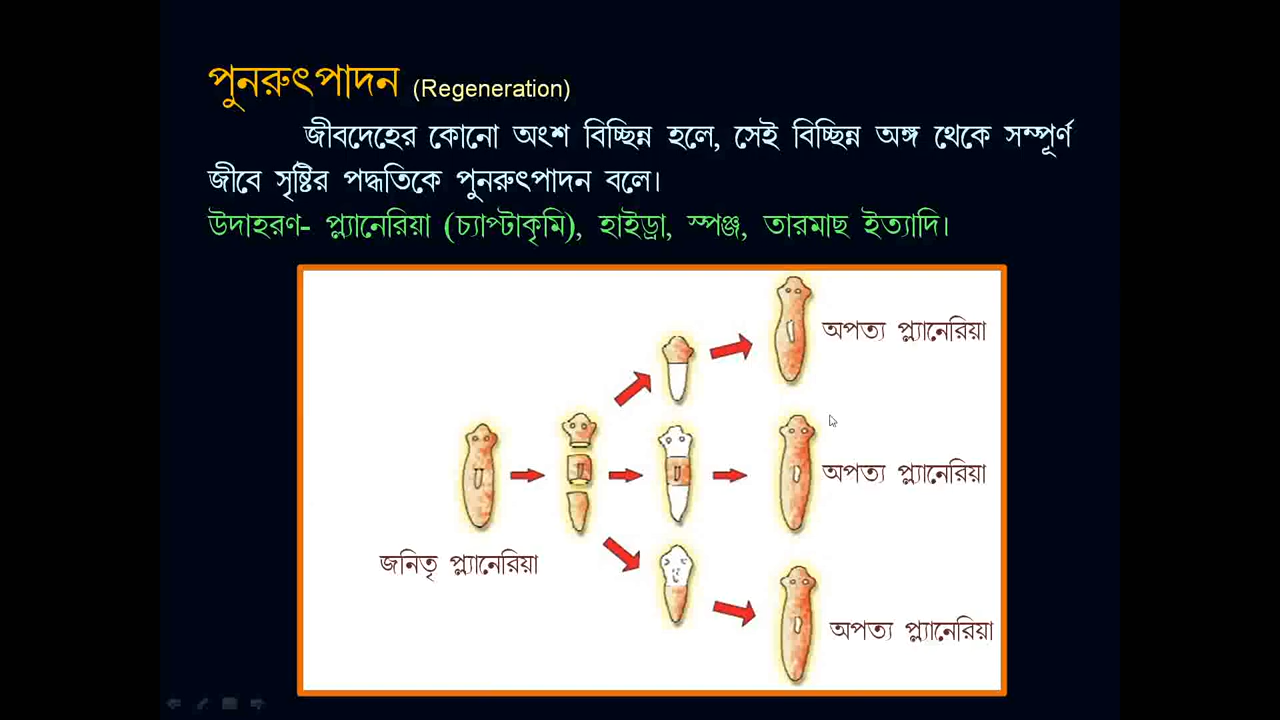 পুনরুৎপাদন (Regeneration)
জীবদেহের কোনো অংশ বিচ্ছিন্ন হলে, সেই বিচ্ছিন্ন অঙ্গ থেকে সম্পূর্ণ
জীবে সৃষ্টির পদ্ধতিকে পুনরুৎপাদন বলে।
উদাহরণ- প্ল্যানেরিয়া (চ্যাপ্টাকৃমি), হাইড্রা, স্পঞ্জ, তারমাছ ইত্যাদি।
অপত্য প্ল্যানেরিয়া
অপত্য প্ল্যানেরিয়া
জনিতৃ প্ল্যানেরিয়া
অপত্য প্ল্যানেরিয়া